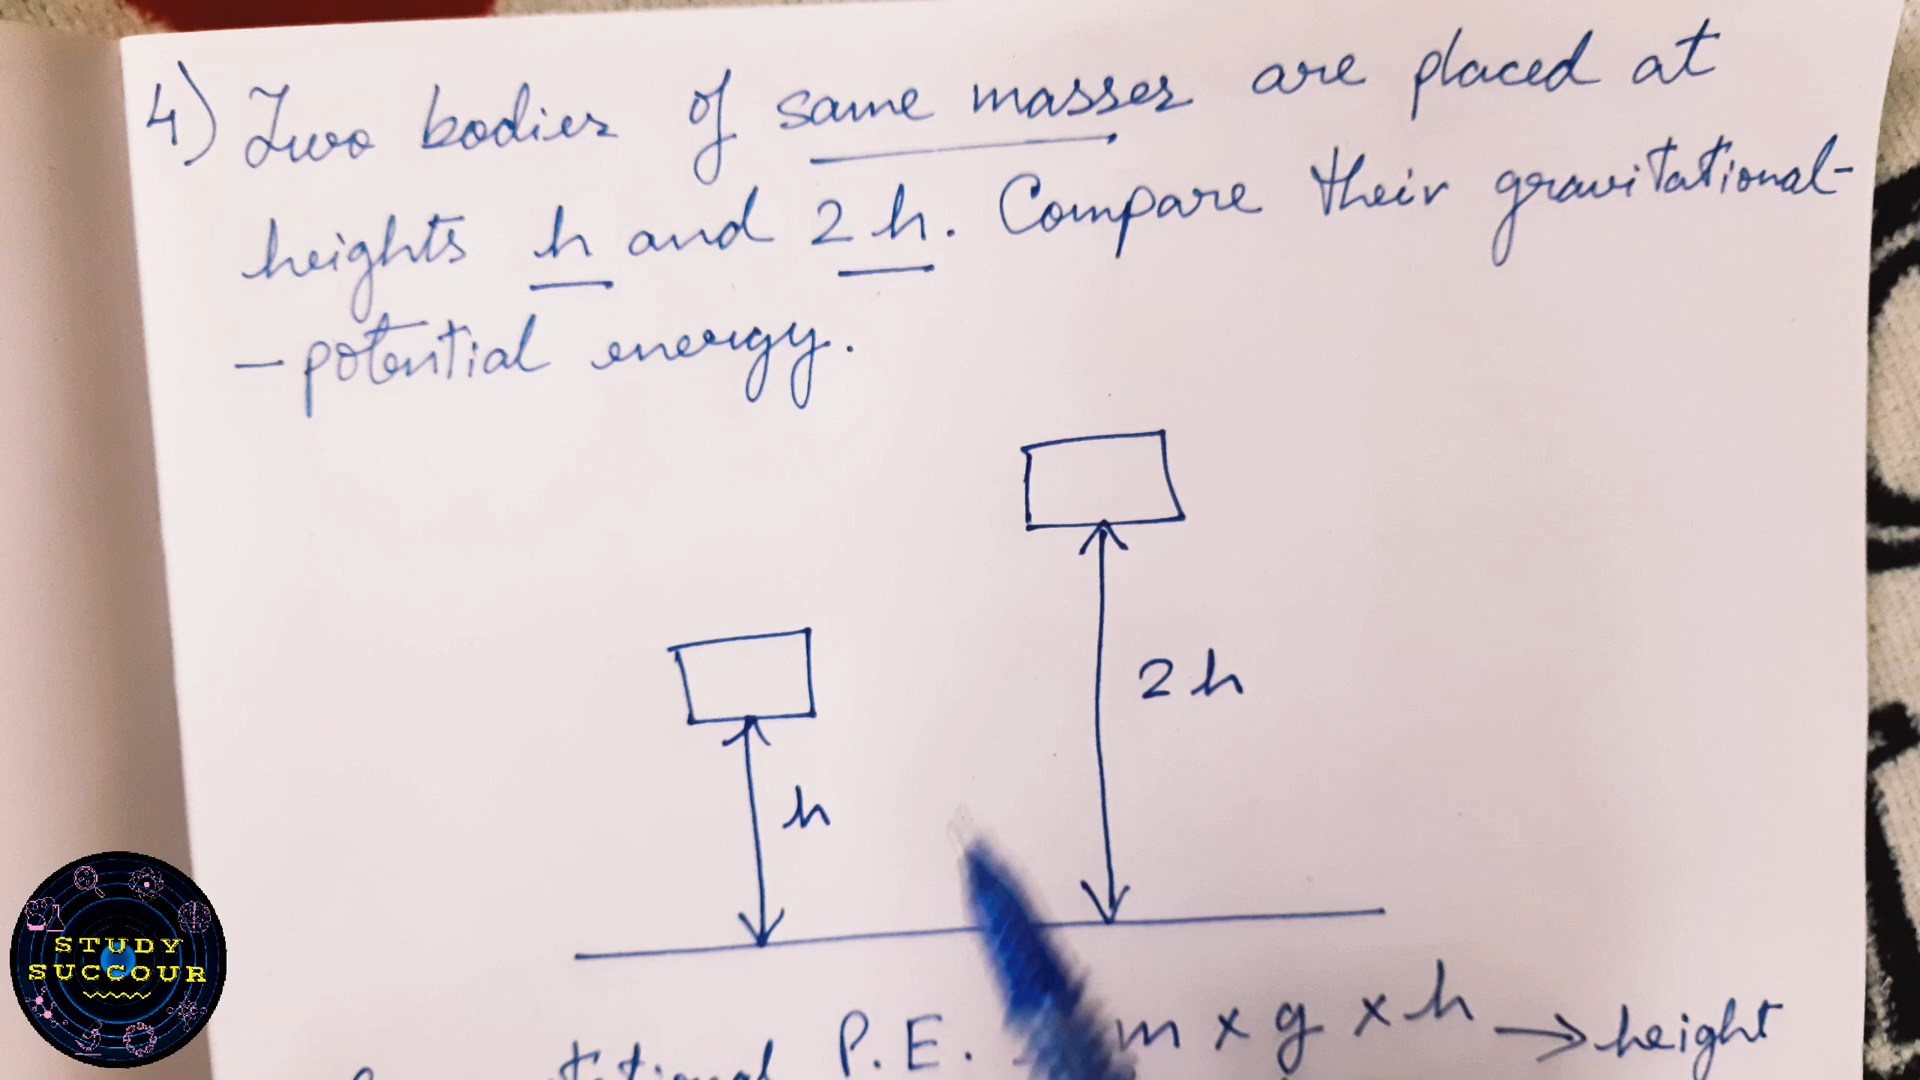 4) Two bodies of same masses are placed at
heights h and 2h. Compare their gravitational-
- potential energy.
2h
h
P.E. m x g x h → height
STUDY
SUCCOUR